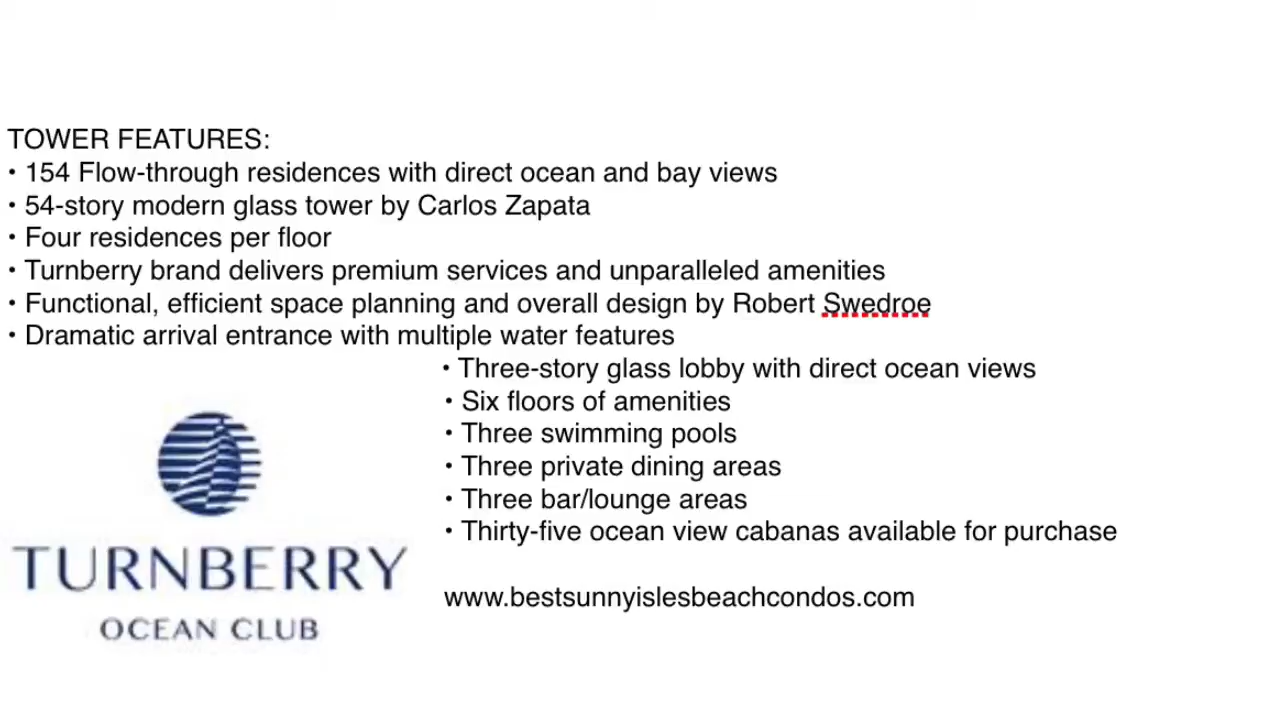 TOWER FEATURES:
• 154 Flow-through residences with direct ocean and bay views
• 54-story modern glass tower by Carlos Zapata
• Four residences per floor
• Turnberry brand delivers premium services and unparalleled amenities
• Functional, efficient space planning and overall design by Robert Swedroe
• Dramatic arrival entrance with multiple water features
• Three-story glass lobby with direct ocean views
• Six floors of amenities
• Three swimming pools
• Three private dining areas
• Three bar/lounge areas
• Thirty-five ocean view cabanas available for purchase
www.bestsunnyislesbeachcondos.com
TURNBERRY
OCEAN CLUB